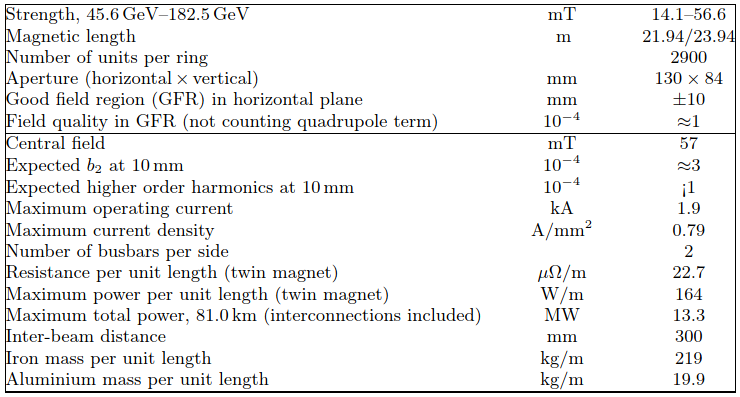 Strength, 45.6 GeV–182.5 GeV mT 14.1–56.6
Magnetic length m 21.94/23.94
Number of units per ring 2900
Aperture (horizontal × vertical) mm 130 × 84
Good field region (GFR) in horizontal plane mm ±10
Field quality in GFR (not counting quadrupole term) 10⁻⁴ ≈1
Central field mT 57
Expected b₂ at 10 mm 10⁻⁴ ≈3
Expected higher order harmonics at 10 mm 10⁻⁴ ¡1
Maximum operating current kA 1.9
Maximum current density A/mm² 0.79
Number of busbars per side 2
Resistance per unit length (twin magnet) μΩ/m 22.7
Maximum power per unit length (twin magnet) W/m 164
Maximum total power, 81.0 km (interconnections included) MW 13.3
Inter-beam distance mm 300
Iron mass per unit length kg/m 219
Aluminium mass per unit length kg/m 19.9